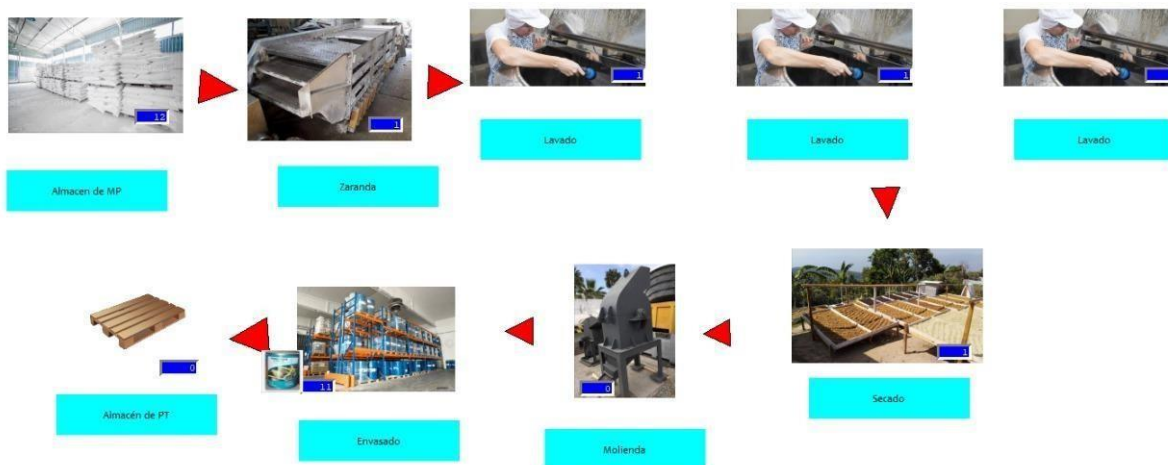 12
1
1
1
1
Almacen de MP
Zaranda
Lavado
Lavado
Lavado
0
11
0
1
Almacén de PT
Envasado
Molienda
Secado